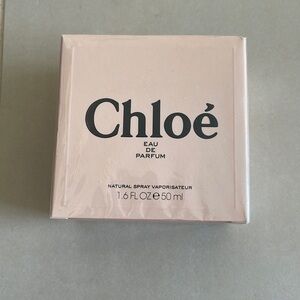 Chloé
EAU
DE
PARFUM
NATURAL SPRAY VAPORISATEUR
1.6 FL OZ ℮ 50 ml